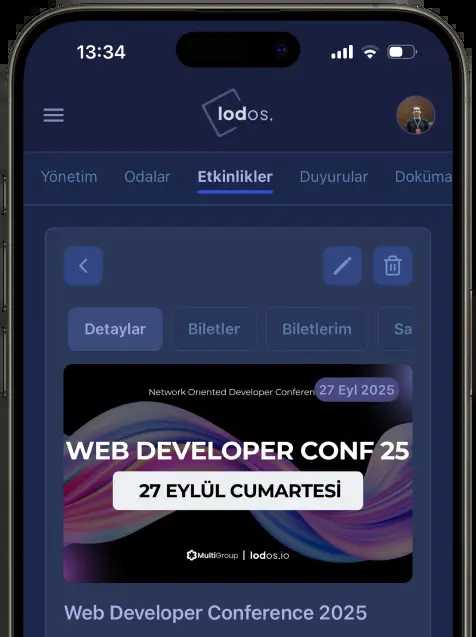 13:34
lodos.
Yönetim Odalar Etkinlikler Duyurular Doküma
Detaylar Biletler Biletlerim Sa
Network Oriented Developer Conferen 27 Eyl 2025
WEB DEVELOPER CONF 25
27 EYLÜL CUMARTESİ
MultiGroup | lodos.io
Web Developer Conference 2025